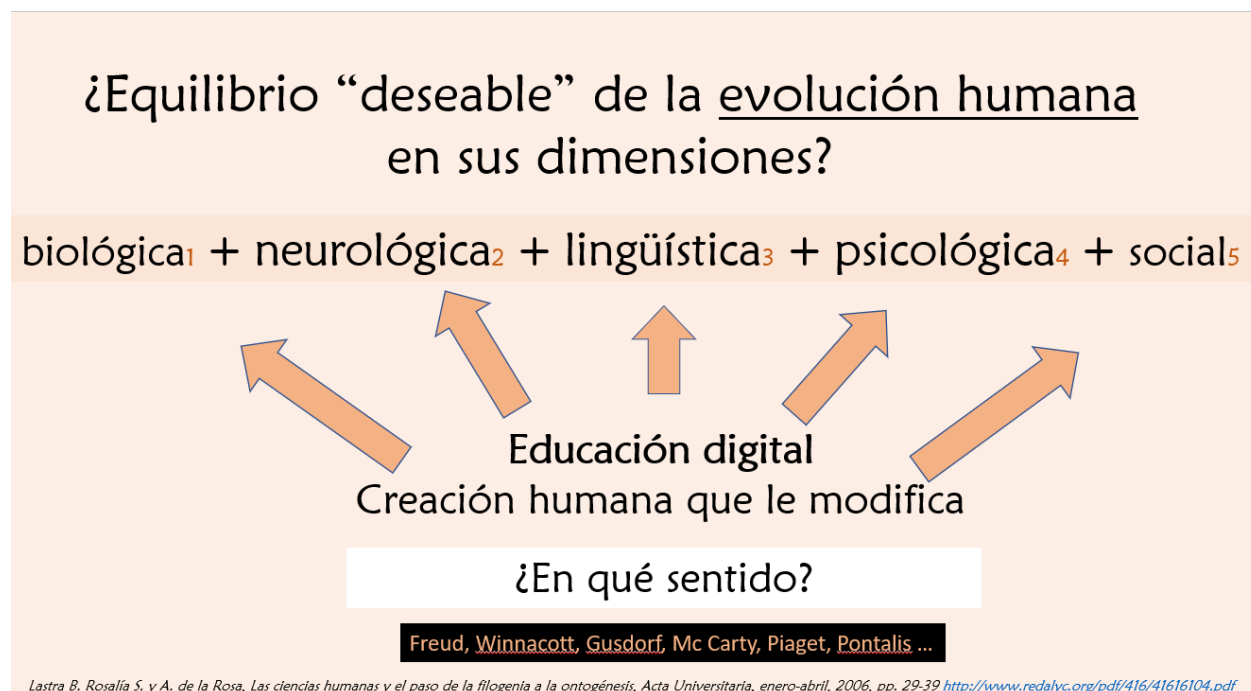 ¿Equilibrio “deseable” de la evolución humana
en sus dimensiones?
biológica1 + neurológica2 + lingüística3 + psicológica4 + social5
Educación digital
Creación humana que le modifica
¿En qué sentido?
Freud, Winnacott, Gusdorf, Mc Carty, Piaget, Pontalis ...
Lastra B. Rosalía S. y A. de la Rosa, Las ciencias humanas y el paso de la filogenia a la ontogénesis, Acta Universitaria, enero-abril, 2006, pp. 29-39 http://www.redalyc.org/pdf/416/41616104.pdf